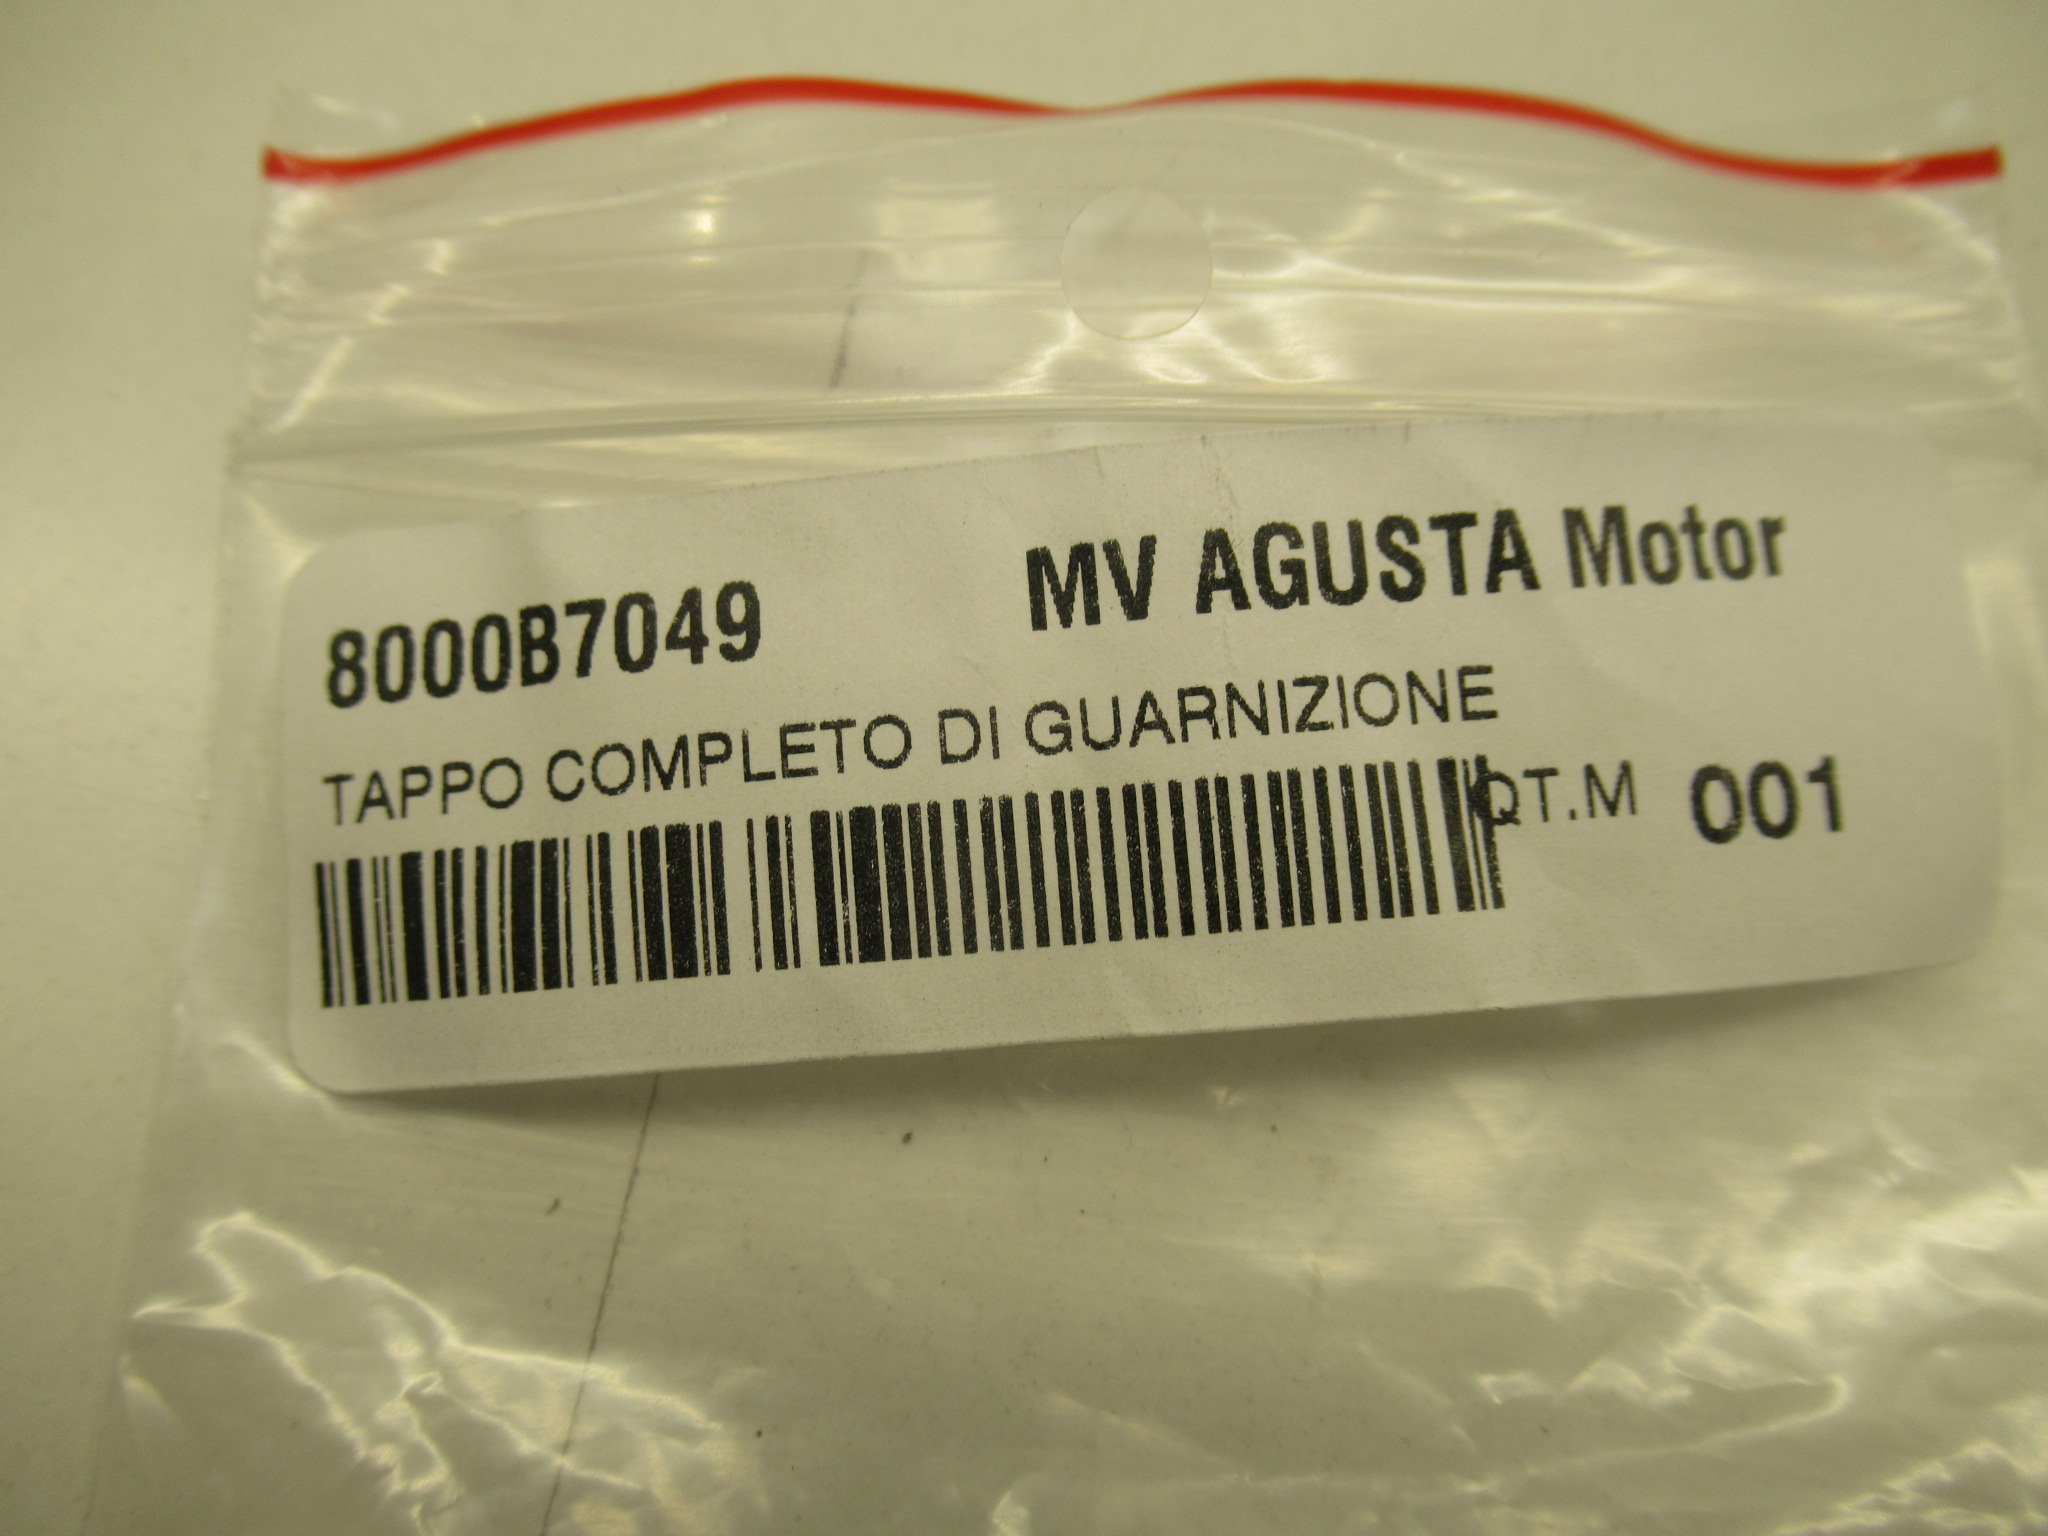 8000B7049 MV AGUSTA Motor
TAPPO COMPLETO DI GUARNIZIONE
QT.M 001